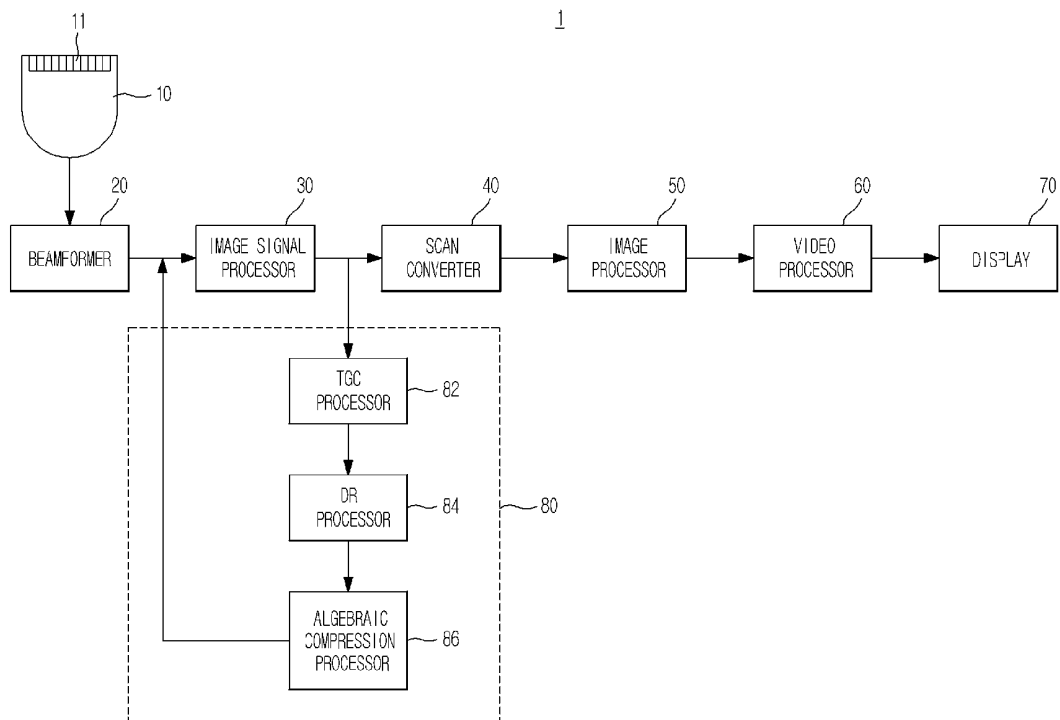 1
11
10
20
BEAMFORMER
30
IMAGE SIGNAL
PROCESSOR
40
SCAN
CONVERTER
50
IMAGE
PROCESSOR
60
VIDEO
PROCESSOR
70
DISPLAY
TGC
PROCESSOR
82
DR
PROCESSOR
84
80
ALGEBRAIC
COMPRESSION
PROCESSOR
86